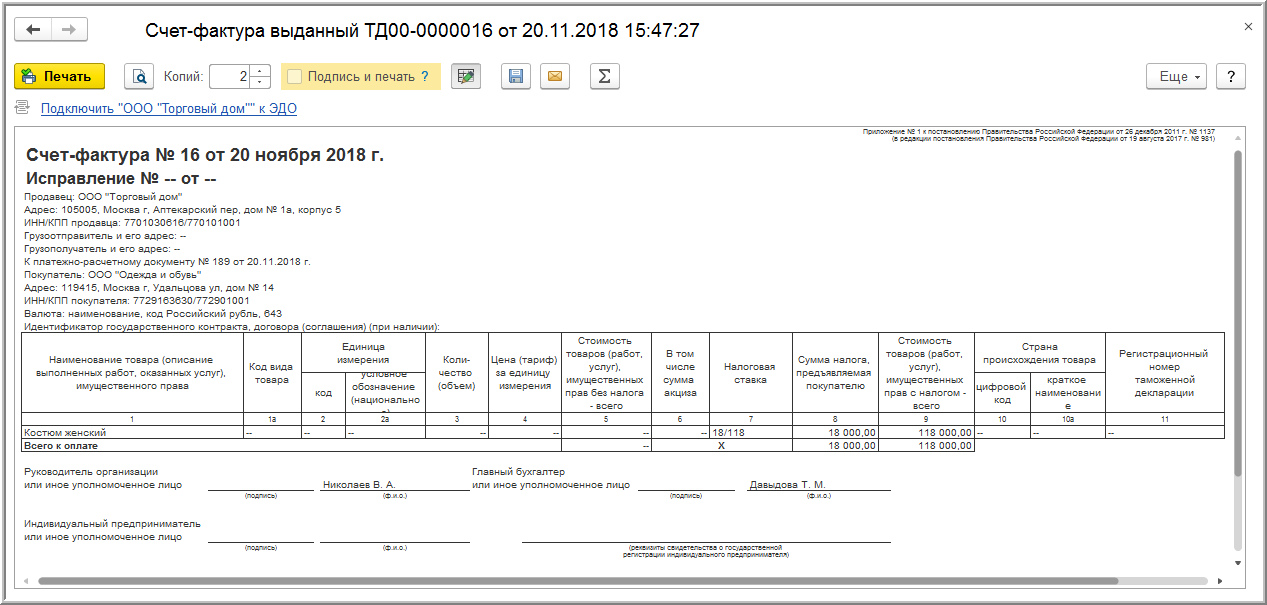 Счет-фактура выданный ТД00-0000016 от 20.11.2018 15:47:27
Печать Копий: 2 Подпись и печать ? Σ Еще ?
Подключить "ООО "Торговый дом"" к ЭДО
Приложение № 1 к постановлению Правительства Российской Федерации от 26 декабря 2011 г. № 1137
(в редакции постановления Правительства Российской Федерации от 19 августа 2017 г. № 981)
Счет-фактура № 16 от 20 ноября 2018 г.
Исправление № -- от --
Продавец: ООО "Торговый дом"
Адрес: 105005, Москва г, Аптекарский пер, дом № 1а, корпус 5
ИНН/КПП продавца: 7701030616/770101001
Грузоотправитель и его адрес: --
Грузополучатель и его адрес: --
К платежно-расчетному документу № 189 от 20.11.2018 г.
Покупатель: ООО "Одежда и обувь"
Адрес: 119415, Москва г, Удальцова ул, дом № 14
ИНН/КПП покупателя: 7729163630/772901001
Валюта: наименование, код Российский рубль, 643
Идентификатор государственного контракта, договора (соглашения) (при наличии):
Наименование товара (описание
выполненных работ, оказанных услуг),
имущественного права
Код вида
товара
Единица
измерения
код
условное
обозначение
(национально
Коли-
чество
(объем)
Цена (тариф)
за единицу
измерения
Стоимость
товаров (работ,
услуг),
имущественных
прав без налога
- всего
В том
числе
сумма
акциза
Налоговая
ставка
Сумма налога,
предъявляемая
покупателю
Стоимость
товаров (работ,
услуг),
имущественных
прав с налогом -
всего
Страна
происхождения товара
цифровой
код
краткое
наименовани
е
Регистрационный
номер
таможенной
декларации
1 1а 2 2а 3 4 5 6 7 8 9 10 10а 11
Костюм женский -- -- -- -- -- -- -- 18/118 18 000,00 118 000,00 -- -- --
Всего к оплате -- Х 18 000,00 118 000,00
Руководитель организации
или иное уполномоченное лицо Николаев В. А.
(подпись) (ф.и.о.)
Главный бухгалтер
или иное уполномоченное лицо Давыдова Т. М.
(подпись) (ф.и.о.)
Индивидуальный предприниматель
или иное уполномоченное лицо
(подпись) (ф.и.о.)
(реквизиты свидетельства о государственной
регистрации индивидуального предпринимателя)